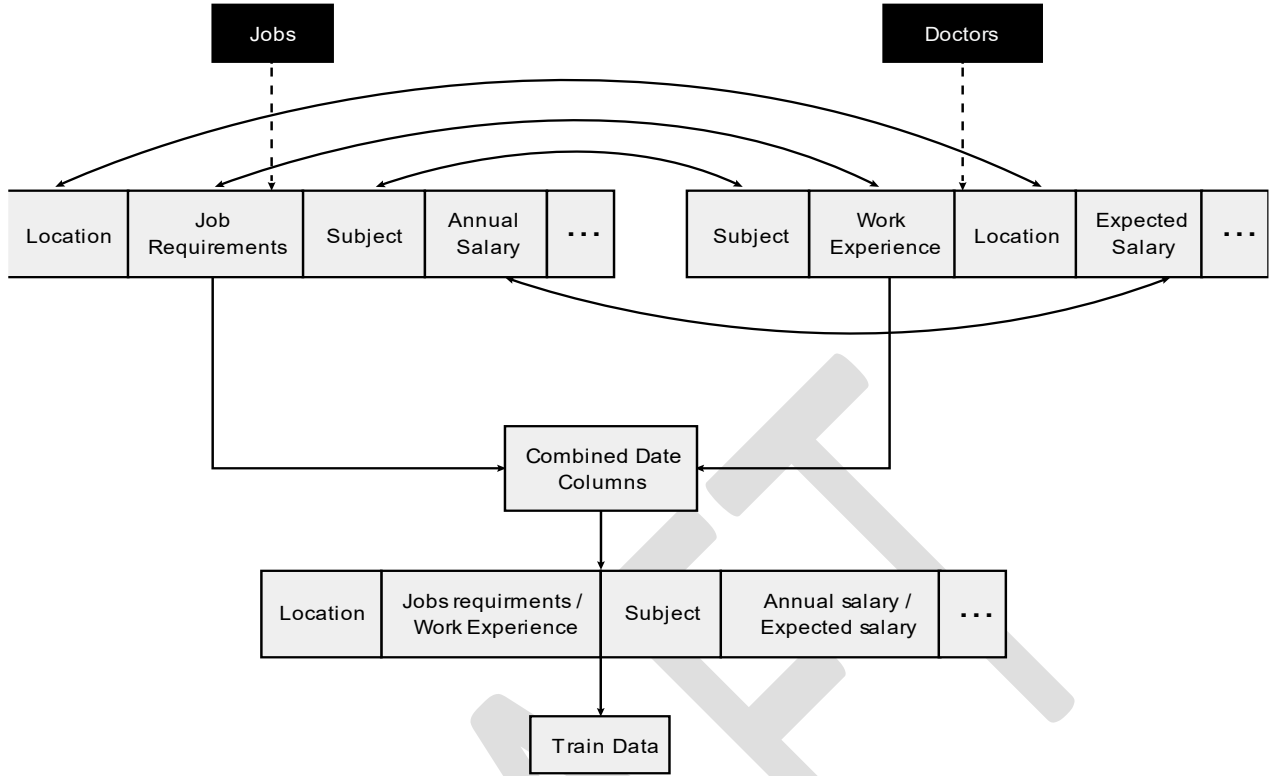 Jobs
Doctors
Location
Job
Requirements
Subject
Annual
Salary
...
Subject
Work
Experience
Location
Expected
Salary
...
Combined Date
Columns
Location
Jobs requirments /
Work Experience
Subject
Annual salary /
Expected salary
...
Train Data